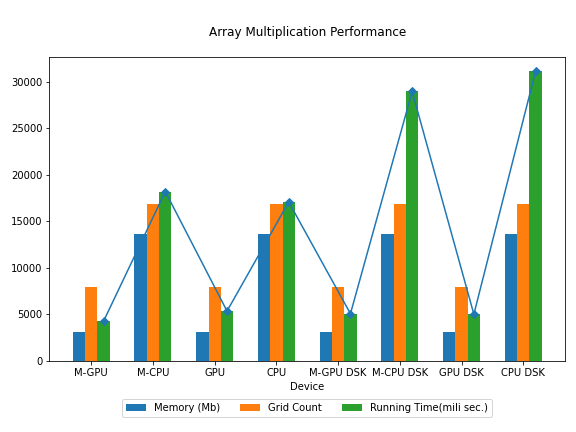 Array Multiplication Performance
30000
25000
20000
15000
10000
5000
0
M-GPU M-CPU GPU CPU M-GPU DSK M-CPU DSK GPU DSK CPU DSK
Device
Memory (Mb) Grid Count Running Time(mili sec.)